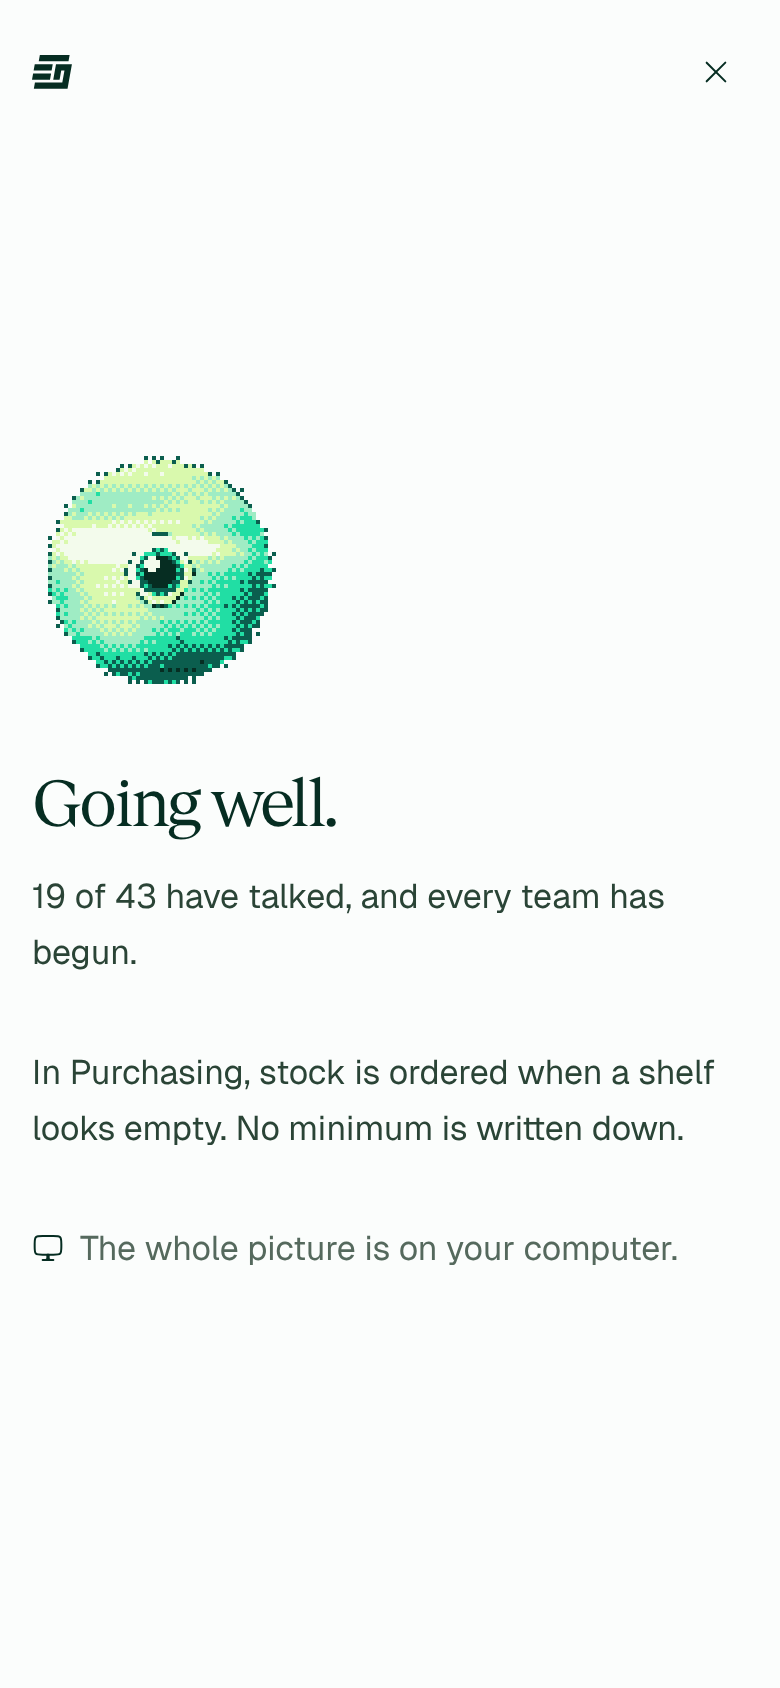 Going well.
19 of 43 have talked, and every team has
begun.
In Purchasing, stock is ordered when a shelf
looks empty. No minimum is written down.
The whole picture is on your computer.